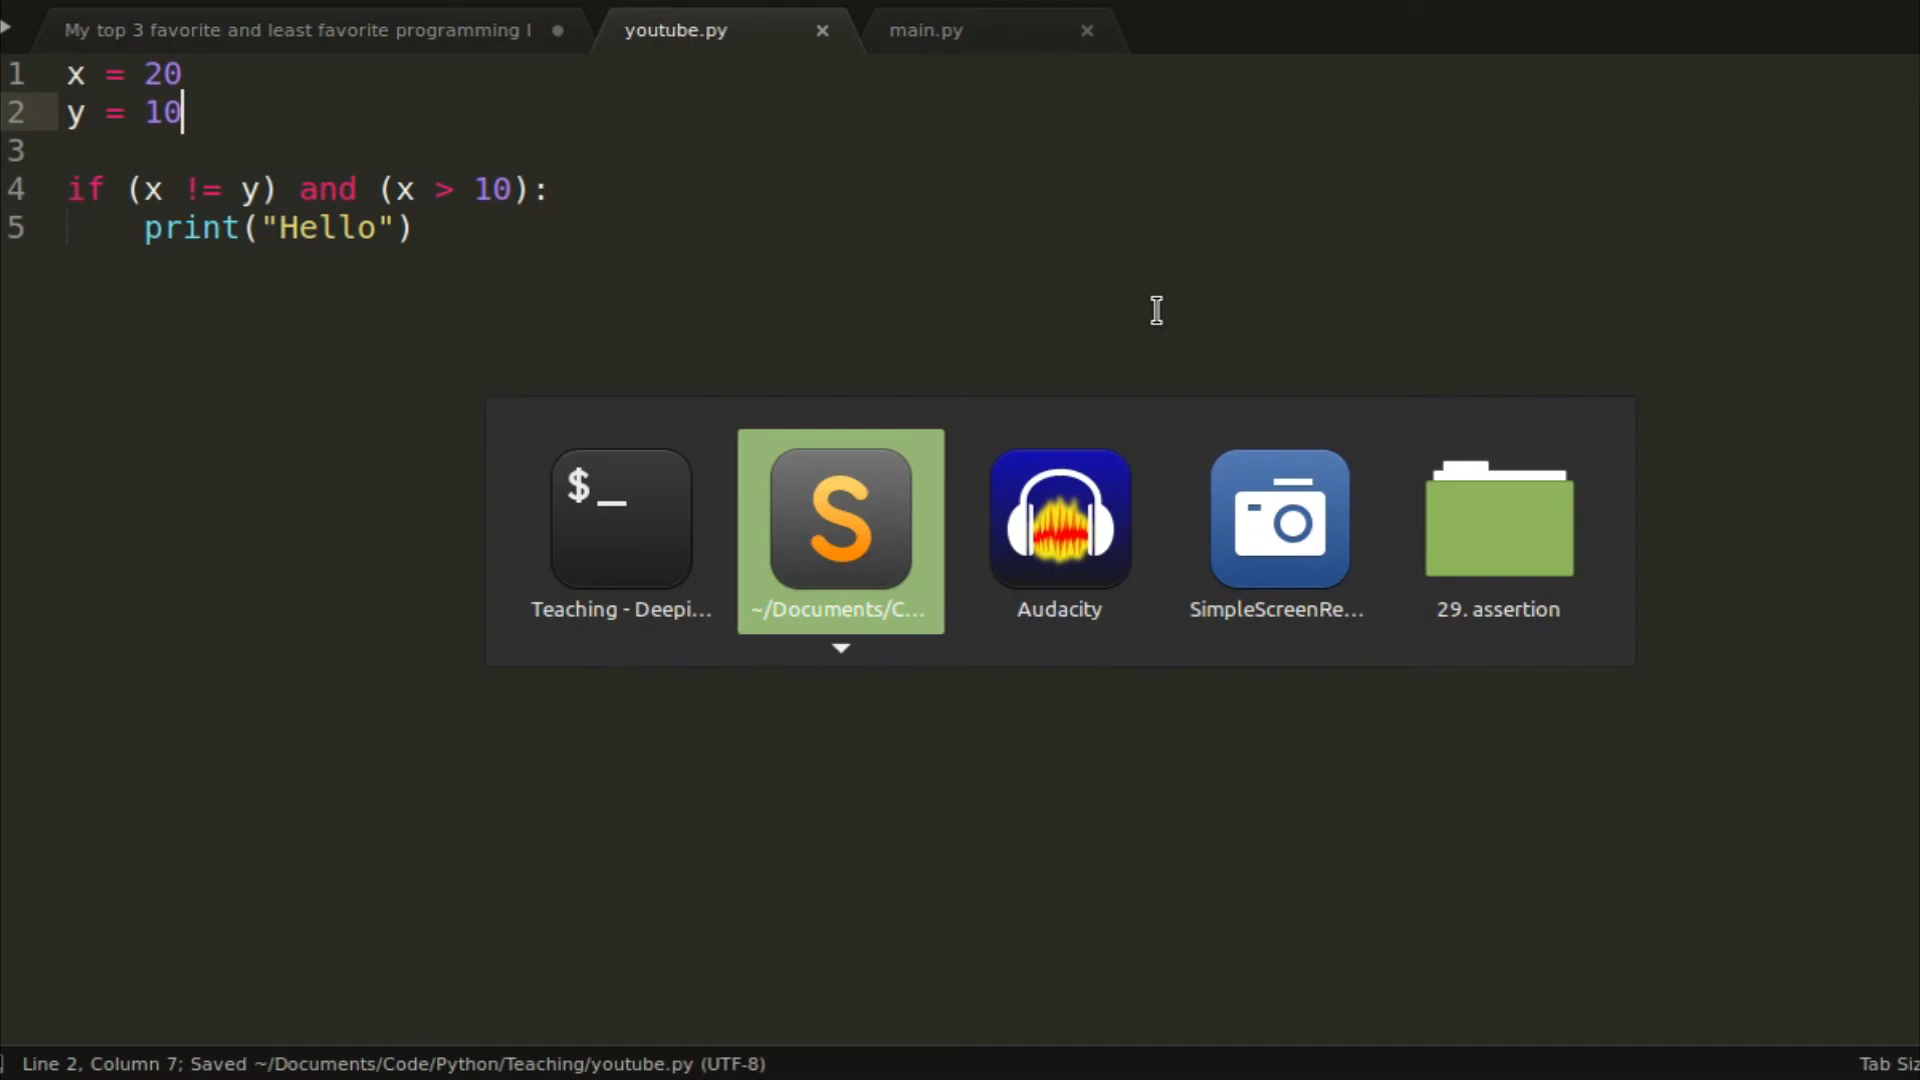 My top 3 favorite and least favorite programming l
youtube.py
main.py
1 x = 20
2 y = 10
3
4 if (x != y) and (x > 10):
5 print("Hello")
$_
S
Teaching - Deepi...
~/Documents/C...
Audacity
SimpleScreenRe...
29. assertion
Line 2, Column 7; Saved ~/Documents/Code/Python/Teaching/youtube.py (UTF-8)
Tab Siz